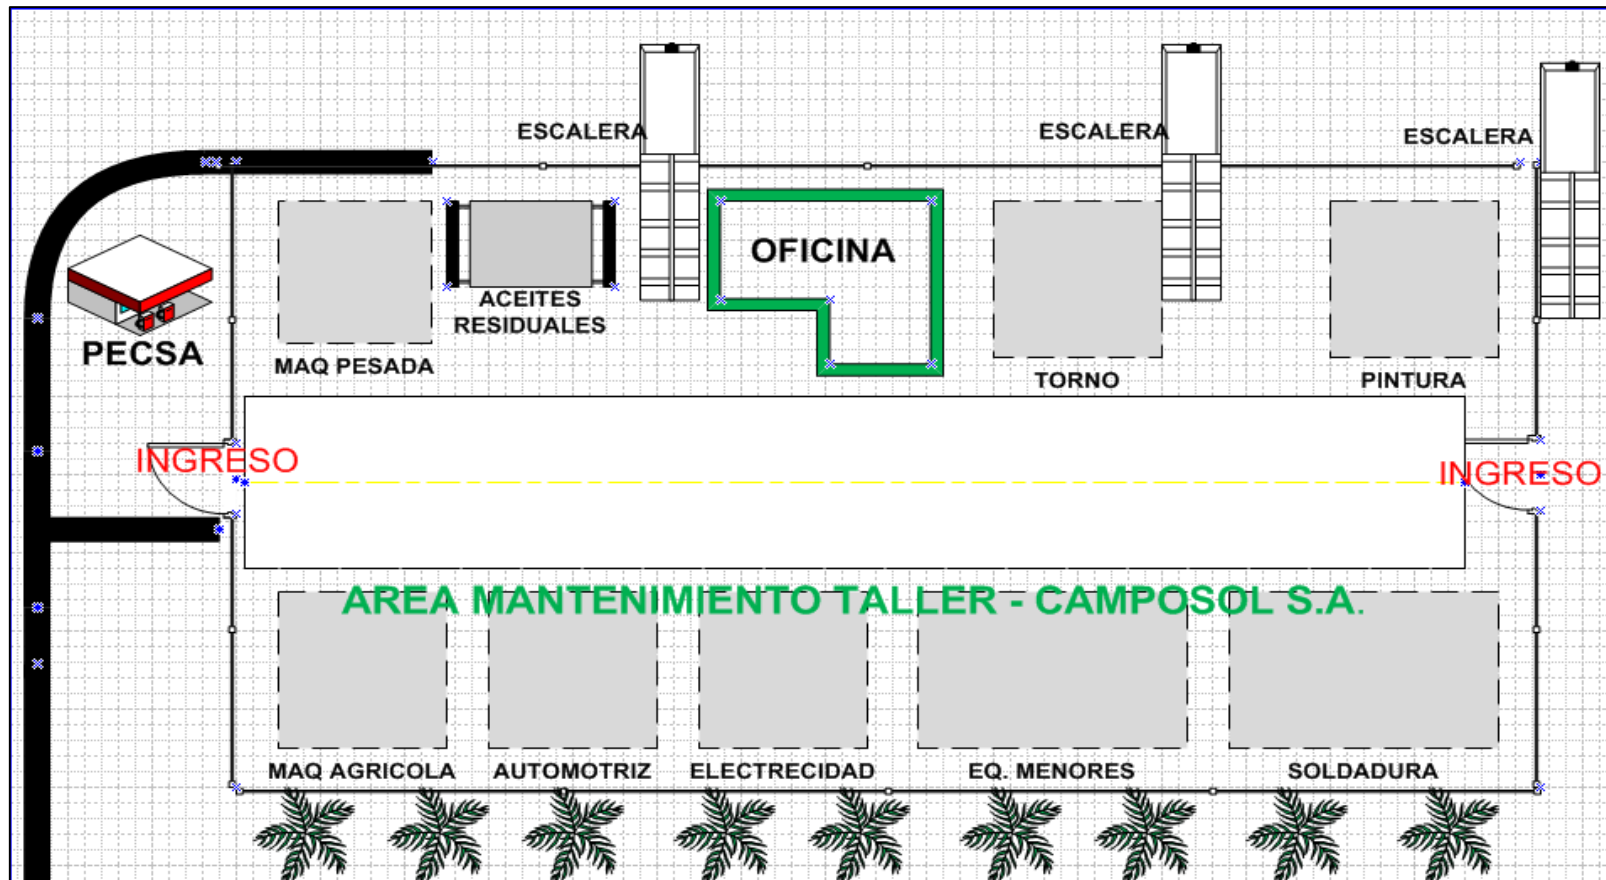 ESCALERA
ESCALERA
ESCALERA
OFICINA
ACEITES
RESIDUALES
PECSA
MAQ PESADA
TORNO
PINTURA
INGRESO
INGRESO
AREA MANTENIMIENTO TALLER - CAMPOSOL S.A.
MAQ AGRICOLA
AUTOMOTRIZ
ELECTRECIDAD
EQ. MENORES
SOLDADURA